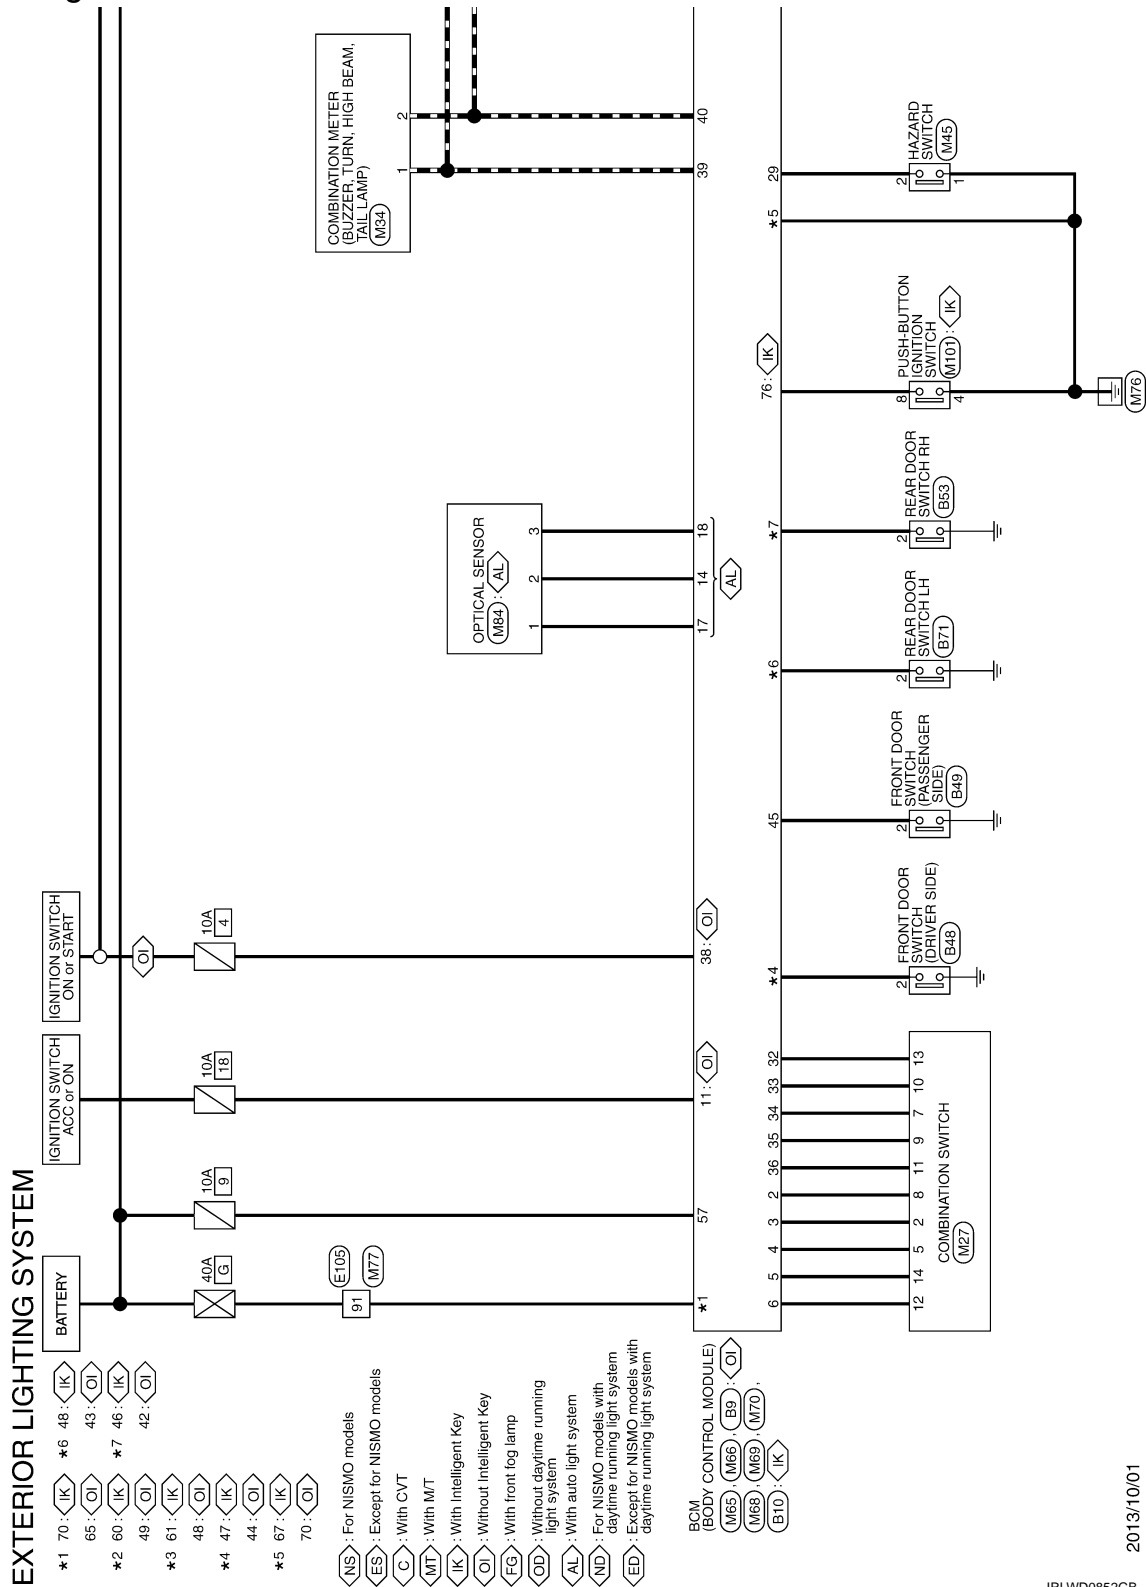 EXTERIOR LIGHTING SYSTEM
★1 70 : IK
65 : OI
★2 60 : IK
49 : OI
★3 61 : IK
48 : OI
★4 47 : IK
44 : OI
★5 67 : IK
70 : OI
★6 48 : IK
43 : OI
★7 46 : IK
42 : OI
NS : For NISMO models
ES : Except for NISMO models
C : With CVT
MT : With M/T
IK : With Intelligent Key
OI : Without Intelligent Key
FG : With front fog lamp
OD : Without daytime running
light system
AL : With auto light system
ND : For NISMO models with
daytime running light system
ED : Except for NISMO models with
daytime running light system
BATTERY
IGNITION SWITCH
ACC or ON
IGNITION SWITCH
ON or START
OI
40A
G
10A
9
10A
18
10A
4
91
E105
M77
COMBINATION METER
(BUZZER, TURN, HIGH BEAM,
TAIL LAMP)
M34
1 2
OPTICAL SENSOR
M84 : AL
1 2 3
BCM
(BODY CONTROL MODULE)
M65 , M66 , B9 : OI
M68 , M69 , M70 ,
B10 : IK
★1 57 11 : OI 38 : OI 17 14 18 39 40
AL
6 5 4 3 2 36 35 34 33 32 ★4 45 ★6 ★7 76 : IK ★5 29
12 14 5 2 8 11 9 7 10 13
COMBINATION SWITCH
M27
2
FRONT DOOR
SWITCH
(DRIVER SIDE)
B48
2
FRONT DOOR
SWITCH
(PASSENGER
SIDE)
B49
2
REAR DOOR
SWITCH LH
B71
2
REAR DOOR
SWITCH RH
B53
8
4
PUSH-BUTTON
IGNITION
SWITCH
M101 : IK
2
1
HAZARD
SWITCH
M45
M76
2013/10/01